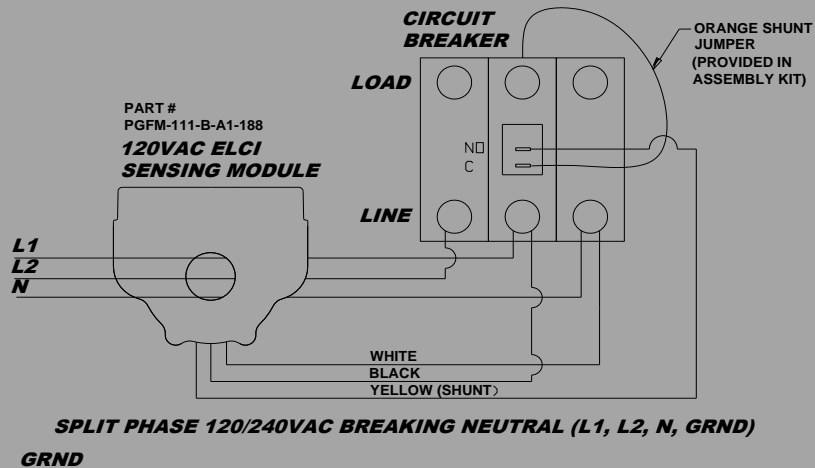 CIRCUIT
BREAKER
ORANGE SHUNT
JUMPER
(PROVIDED IN
ASSEMBLY KIT)
LOAD
PART #
PGFM-111-B-A1-188
120VAC ELCI
SENSING MODULE
NO
C
LINE
L1
L2
N
WHITE
BLACK
YELLOW (SHUNT)
SPLIT PHASE 120/240VAC BREAKING NEUTRAL (L1, L2, N, GRND)
GRND